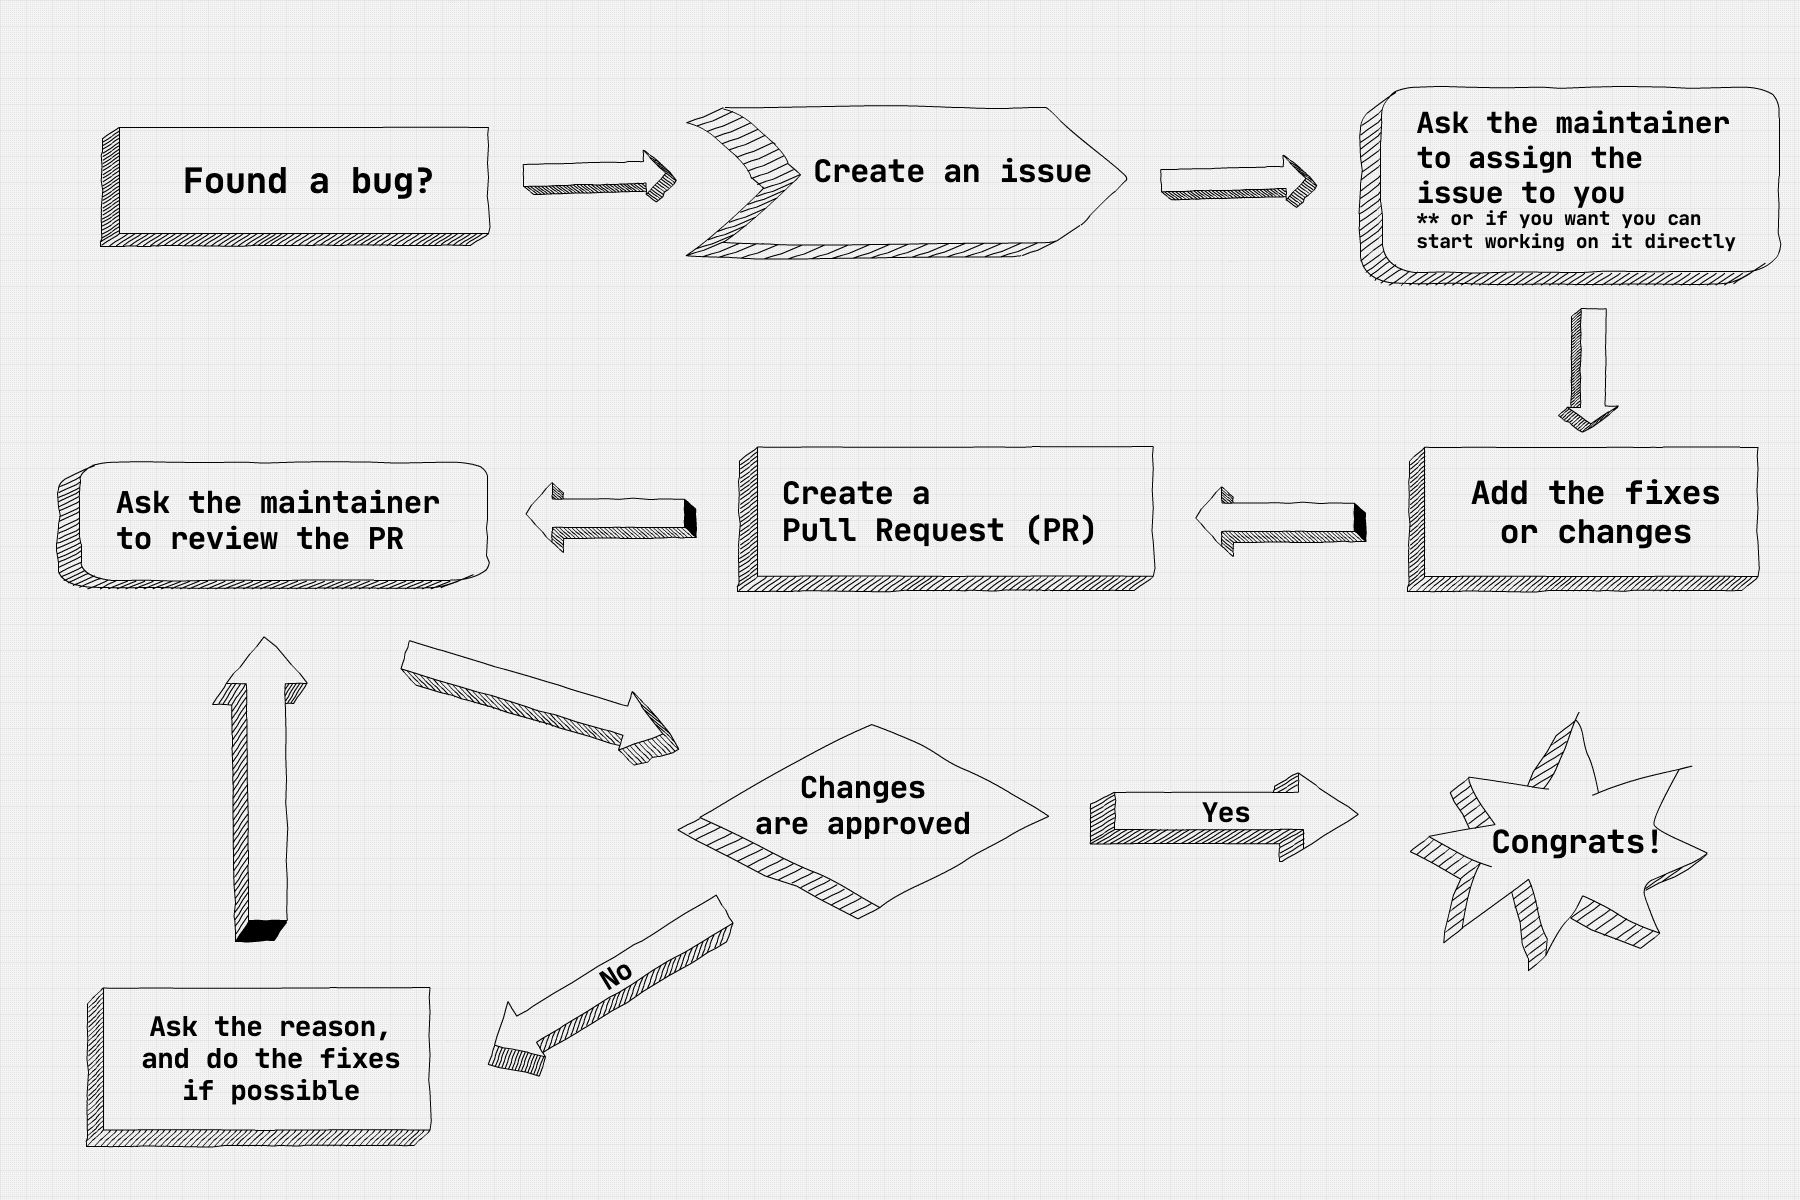 Found a bug?
Create an issue
Ask the maintainer
to assign the
issue to you
** or if you want you can
start working on it directly
Add the fixes
or changes
Create a
Pull Request (PR)
Ask the maintainer
to review the PR
Changes
are approved
Yes
Congrats!
No
Ask the reason,
and do the fixes
if possible